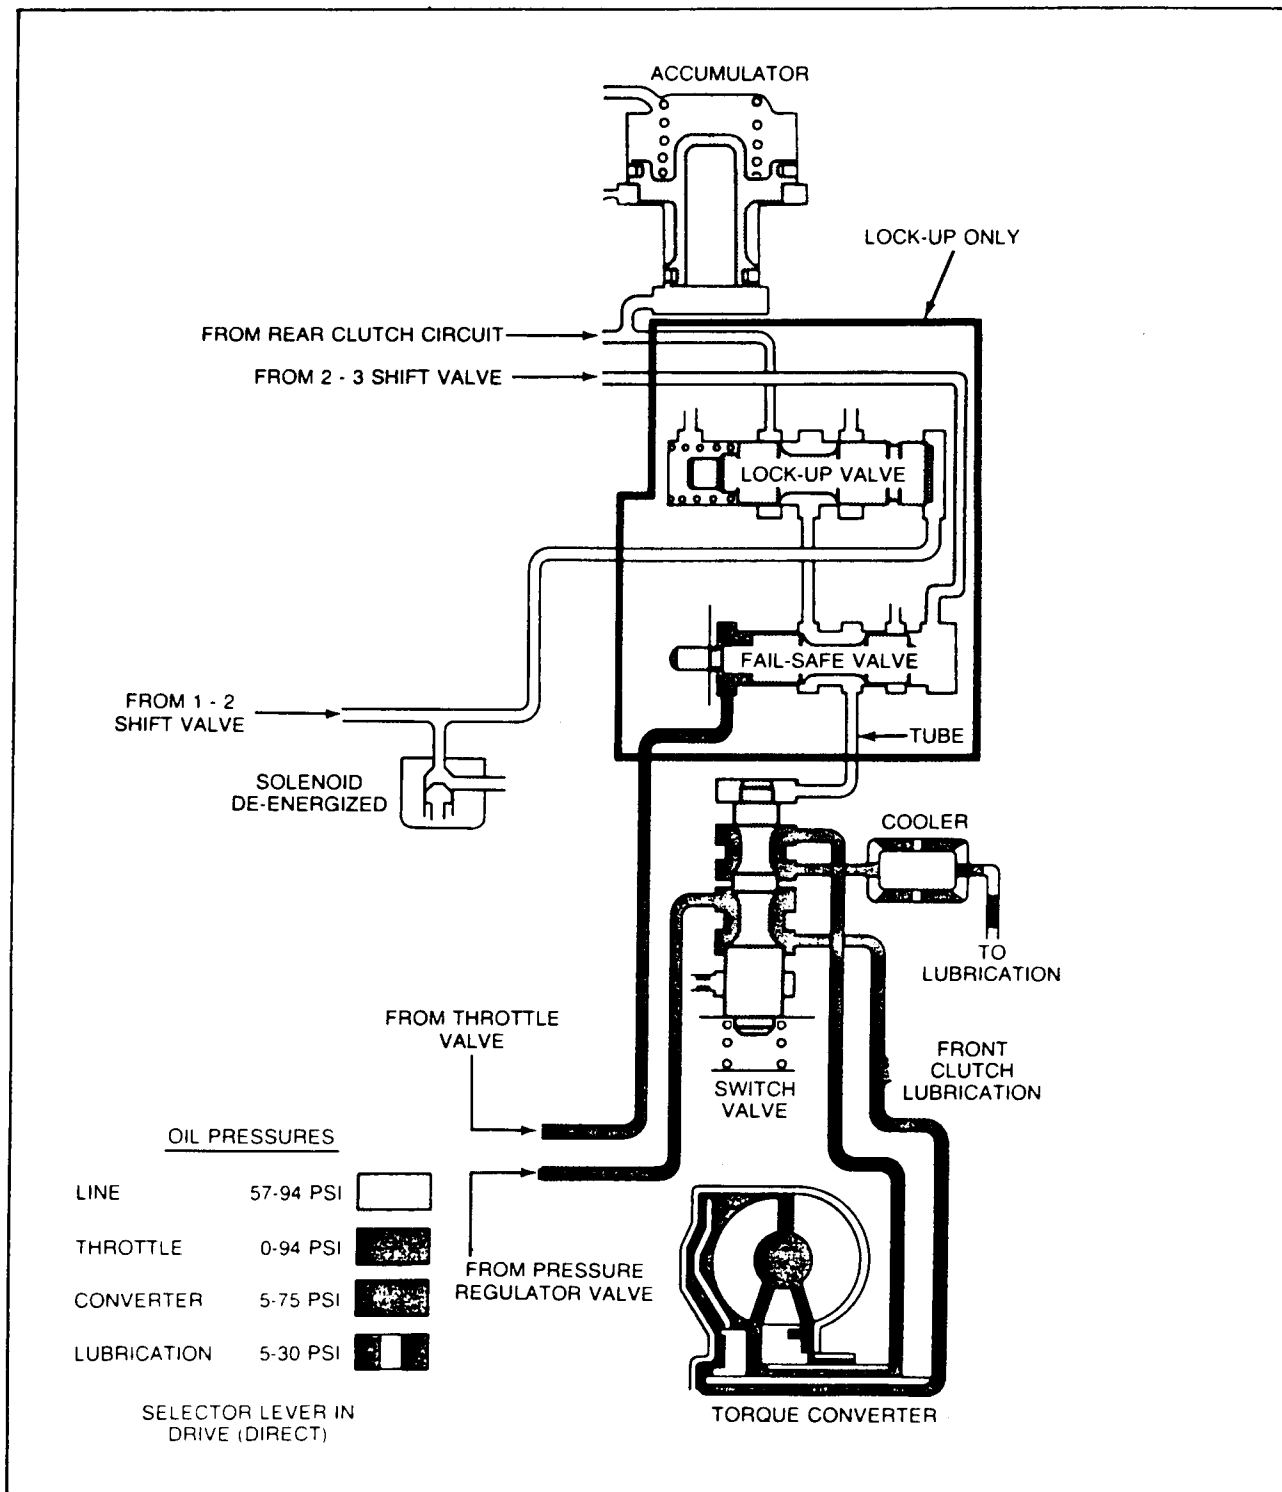 ACCUMULATOR
LOCK-UP ONLY
FROM REAR CLUTCH CIRCUIT
FROM 2 - 3 SHIFT VALVE
LOCK-UP VALVE
FAIL-SAFE VALVE
FROM 1 - 2
SHIFT VALVE
TUBE
SOLENOID
DE-ENERGIZED
COOLER
TO
LUBRICATION
FROM THROTTLE
VALVE
FRONT
CLUTCH
LUBRICATION
SWITCH
VALVE
OIL PRESSURES
LINE 57-94 PSI
THROTTLE 0-94 PSI
CONVERTER 5-75 PSI
LUBRICATION 5-30 PSI
FROM PRESSURE
REGULATOR VALVE
SELECTOR LEVER IN
DRIVE (DIRECT)
TORQUE CONVERTER